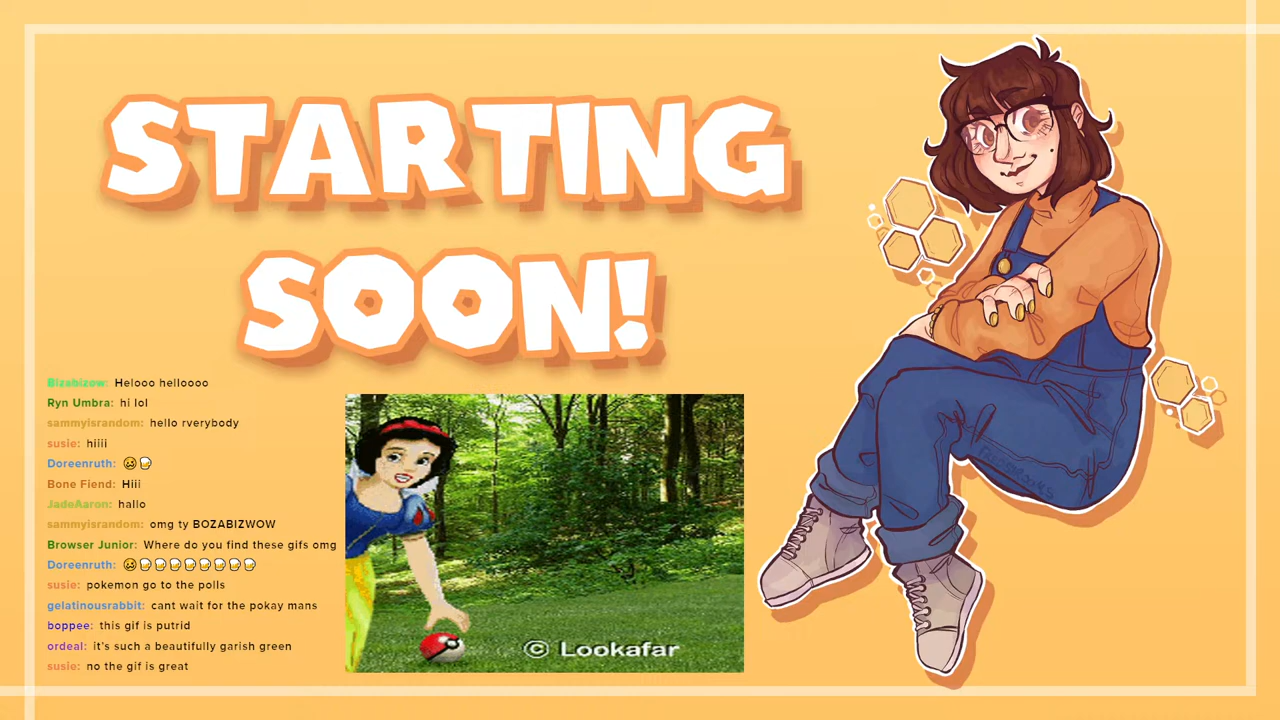 STARTING
SOON!
Bizabizow: Helooo helloooo
Ryn Umbra: hi lol
sammyisrandom: hello rverybody
susie: hiiii
Doreenruth:
Bone Fiend: Hiii
JadeAaron: hallo
sammyisrandom: omg ty BOZABIZWOW
Browser Junior: Where do you find these gifs omg
Doreenruth:
susie: pokemon go to the polls
gelatinousrabbit: cant wait for the pokay mans
boppee: this gif is putrid
ordeal: it's such a beautifully garish green
susie: no the gif is great
© Lookafar